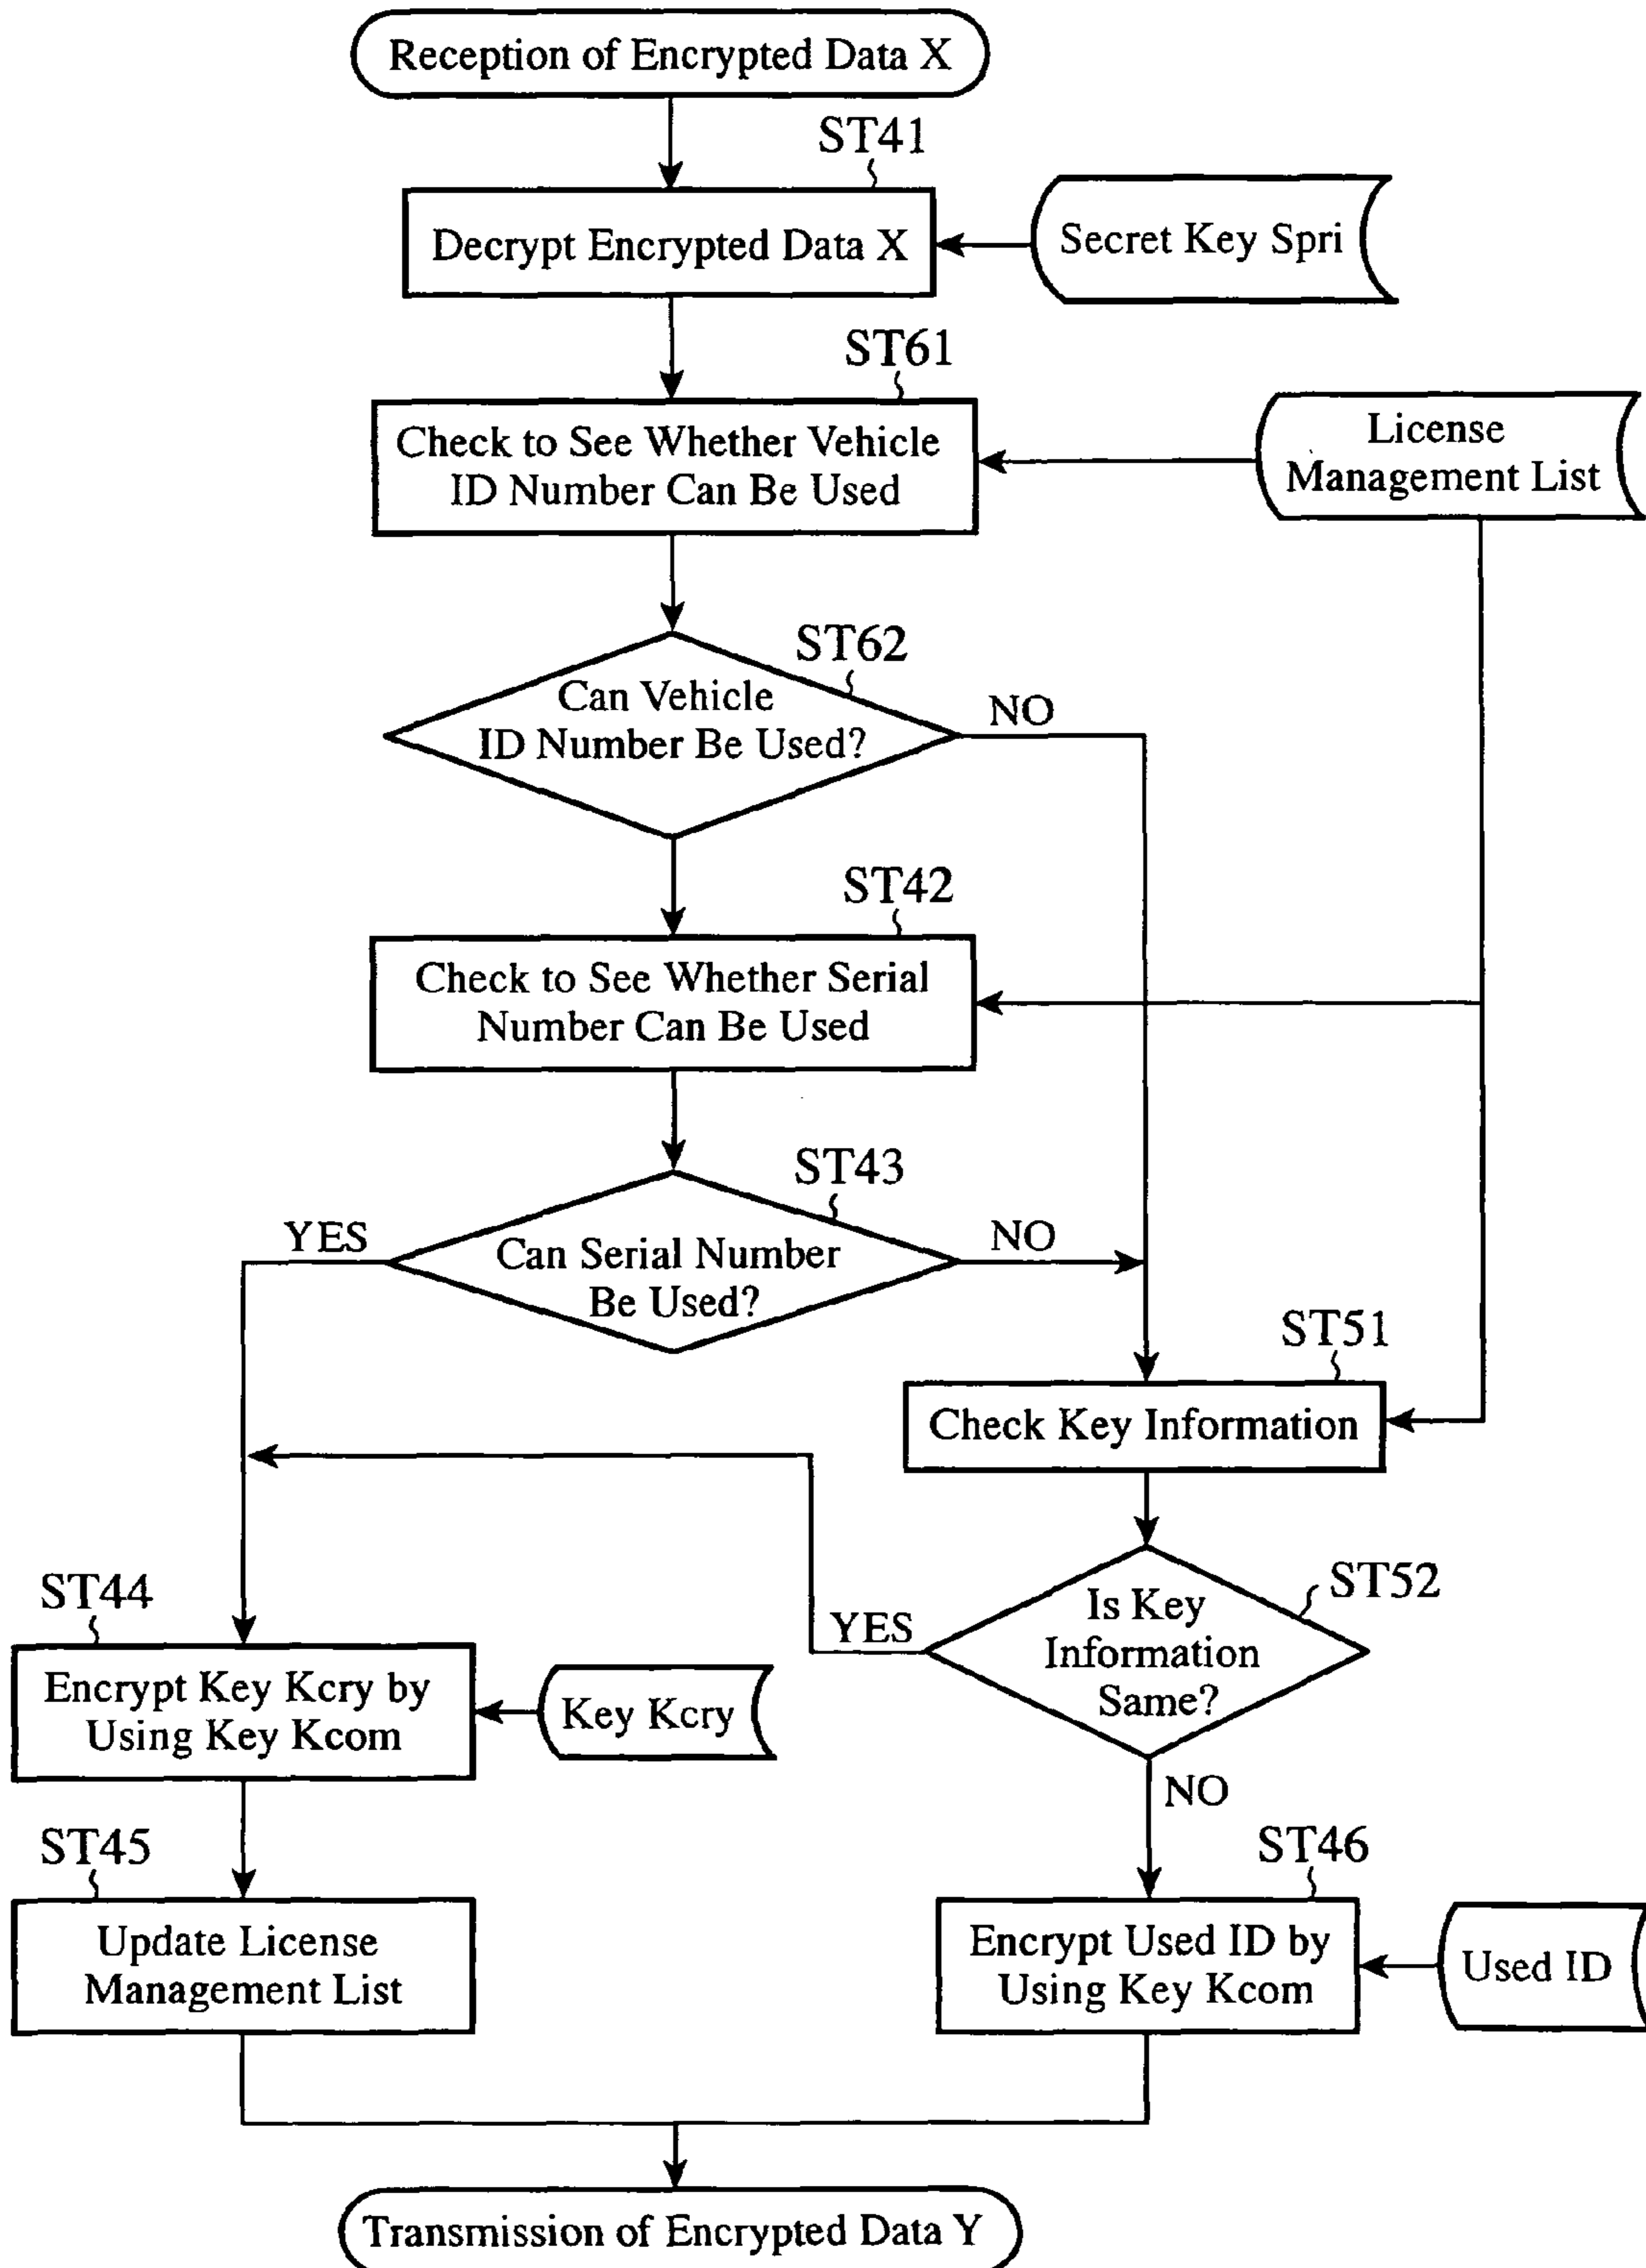 Reception of Encrypted Data X
ST41
Decrypt Encrypted Data X
Secret Key Spri
ST61
Check to See Whether Vehicle
ID Number Can Be Used
License
Management List
ST62
Can Vehicle
ID Number Be Used?
NO
ST42
Check to See Whether Serial
Number Can Be Used
ST43
YES
Can Serial Number
Be Used?
NO
ST51
Check Key Information
ST52
Is Key
Information
Same?
YES
NO
ST44
Encrypt Key Kcry by
Using Key Kcom
Key Kcry
ST45
Update License
Management List
ST46
Encrypt Used ID by
Using Key Kcom
Used ID
Transmission of Encrypted Data Y